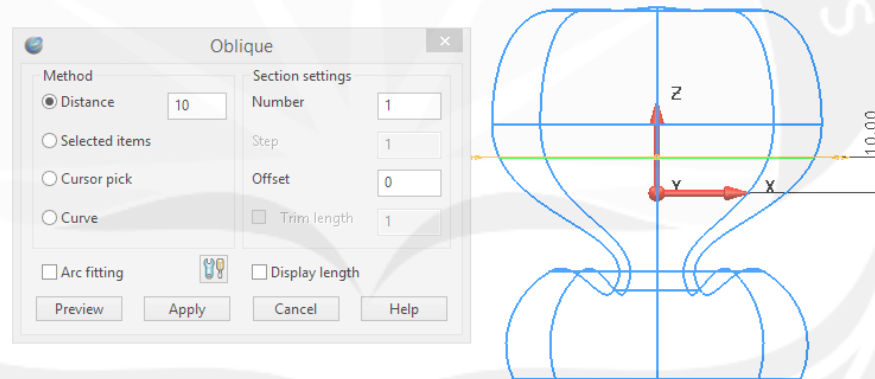 Oblique
Method
Distance 10
Selected items
Cursor pick
Curve
Section settings
Number 1
Step 1
Offset 0
Trim length 1
Arc fitting
Display length
Preview Apply Cancel Help
Z
Y X
10.00
S